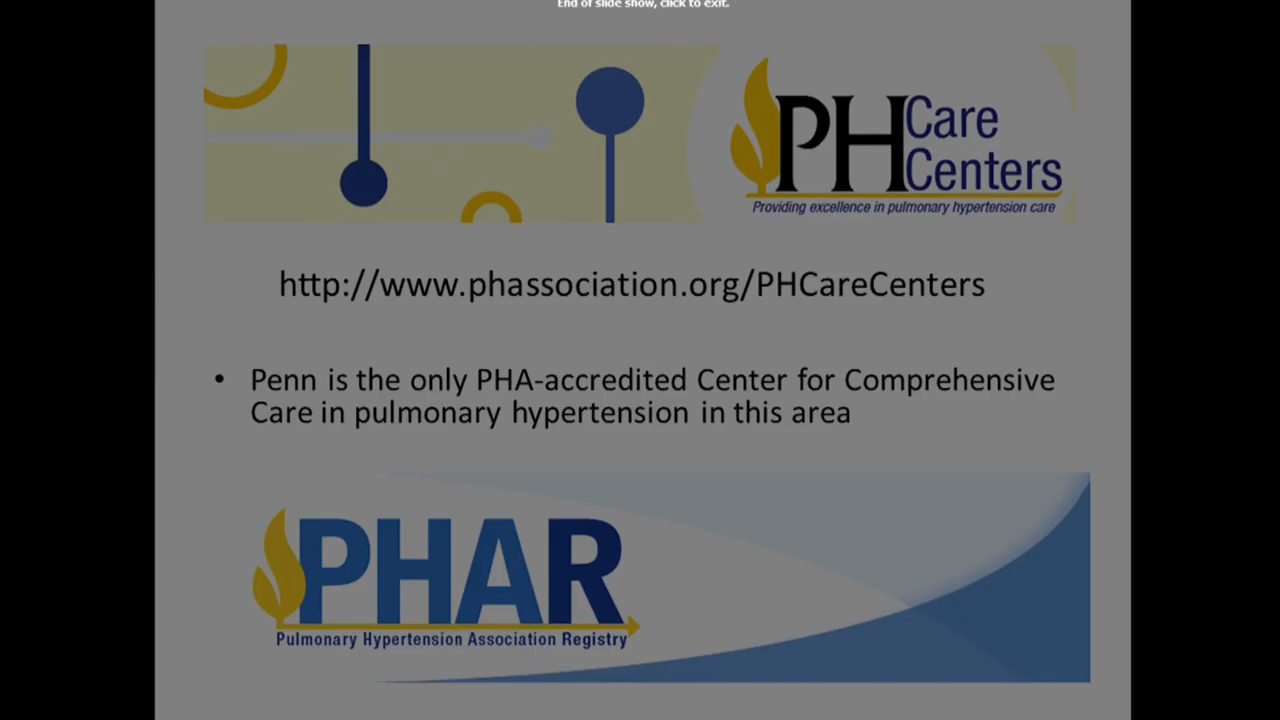 End of slide show, click to exit.
PH Care
Centers
Providing excellence in pulmonary hypertension care
http://www.phassociation.org/PHCareCenters
• Penn is the only PHA-accredited Center for Comprehensive
Care in pulmonary hypertension in this area
PHAR
Pulmonary Hypertension Association Registry